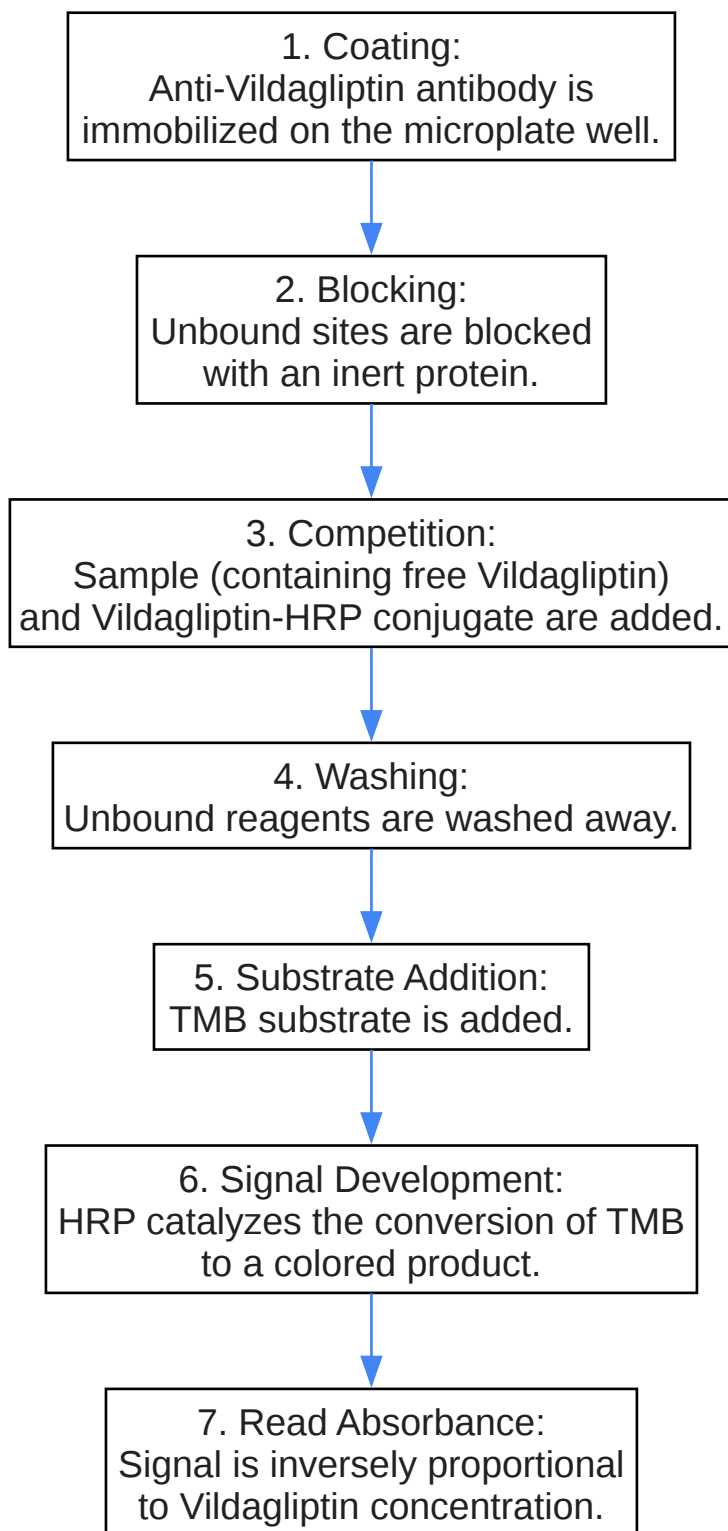 1. Coating:
Anti-Vildagliptin antibody is
immobilized on the microplate well.
2. Blocking:
Unbound sites are blocked
with an inert protein.
3. Competition:
Sample (containing free Vildagliptin)
and Vildagliptin-HRP conjugate are added.
4. Washing:
Unbound reagents are washed away.
5. Substrate Addition:
TMB substrate is added.
6. Signal Development:
HRP catalyzes the conversion of TMB
to a colored product.
7. Read Absorbance:
Signal is inversely proportional
to Vildagliptin concentration.